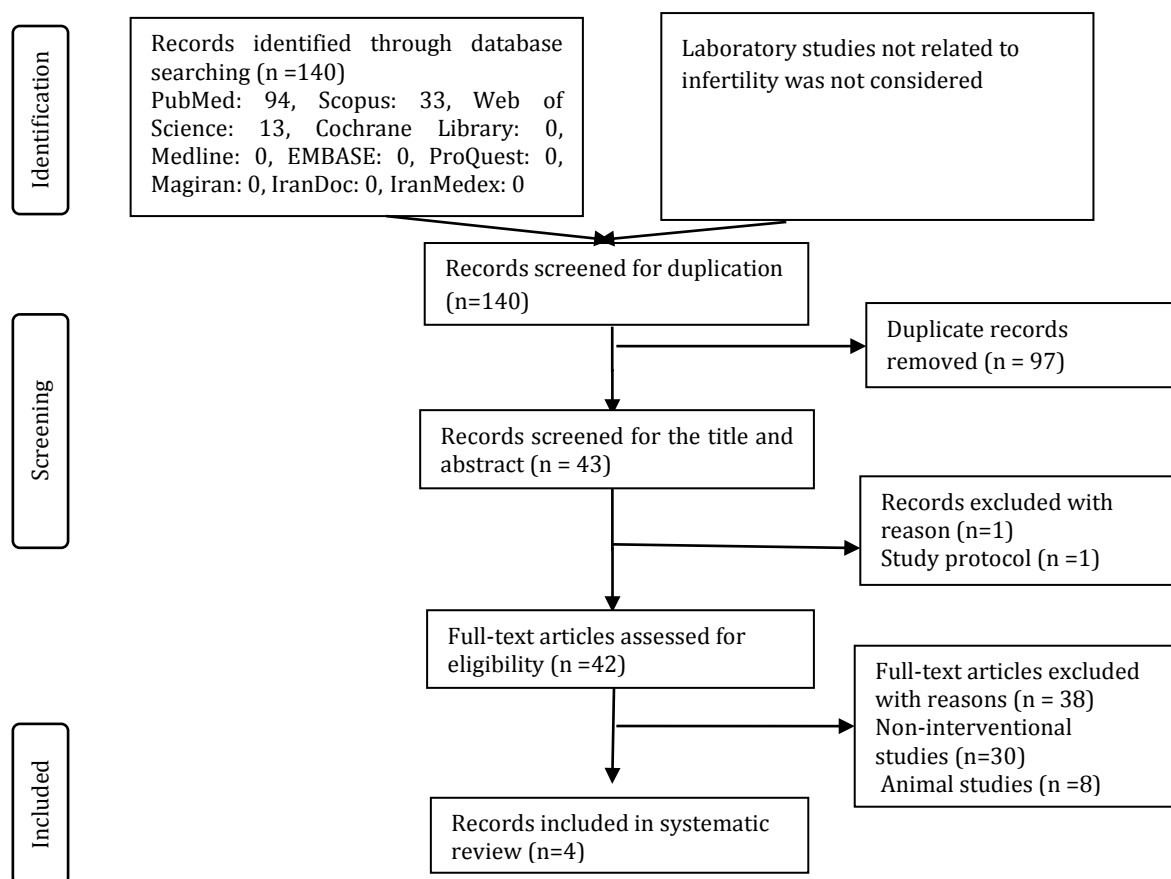 Identification
Records identified through database
searching (n =140)
PubMed: 94, Scopus: 33, Web of
Science: 13, Cochrane Library: 0,
Medline: 0, EMBASE: 0, ProQuest: 0,
Magiran: 0, IranDoc: 0, IranMedex: 0
Laboratory studies not related to
infertility was not considered
Records screened for duplication
(n=140)
Screening
Duplicate records
removed (n = 97)
Records screened for the title and
abstract (n = 43)
Records excluded with
reason (n=1)
Study protocol (n =1)
Full-text articles assessed for
eligibility (n =42)
Full-text articles excluded
with reasons (n = 38)
Non-interventional
studies (n=30)
Animal studies (n =8)
Included
Records included in systematic
review (n=4)